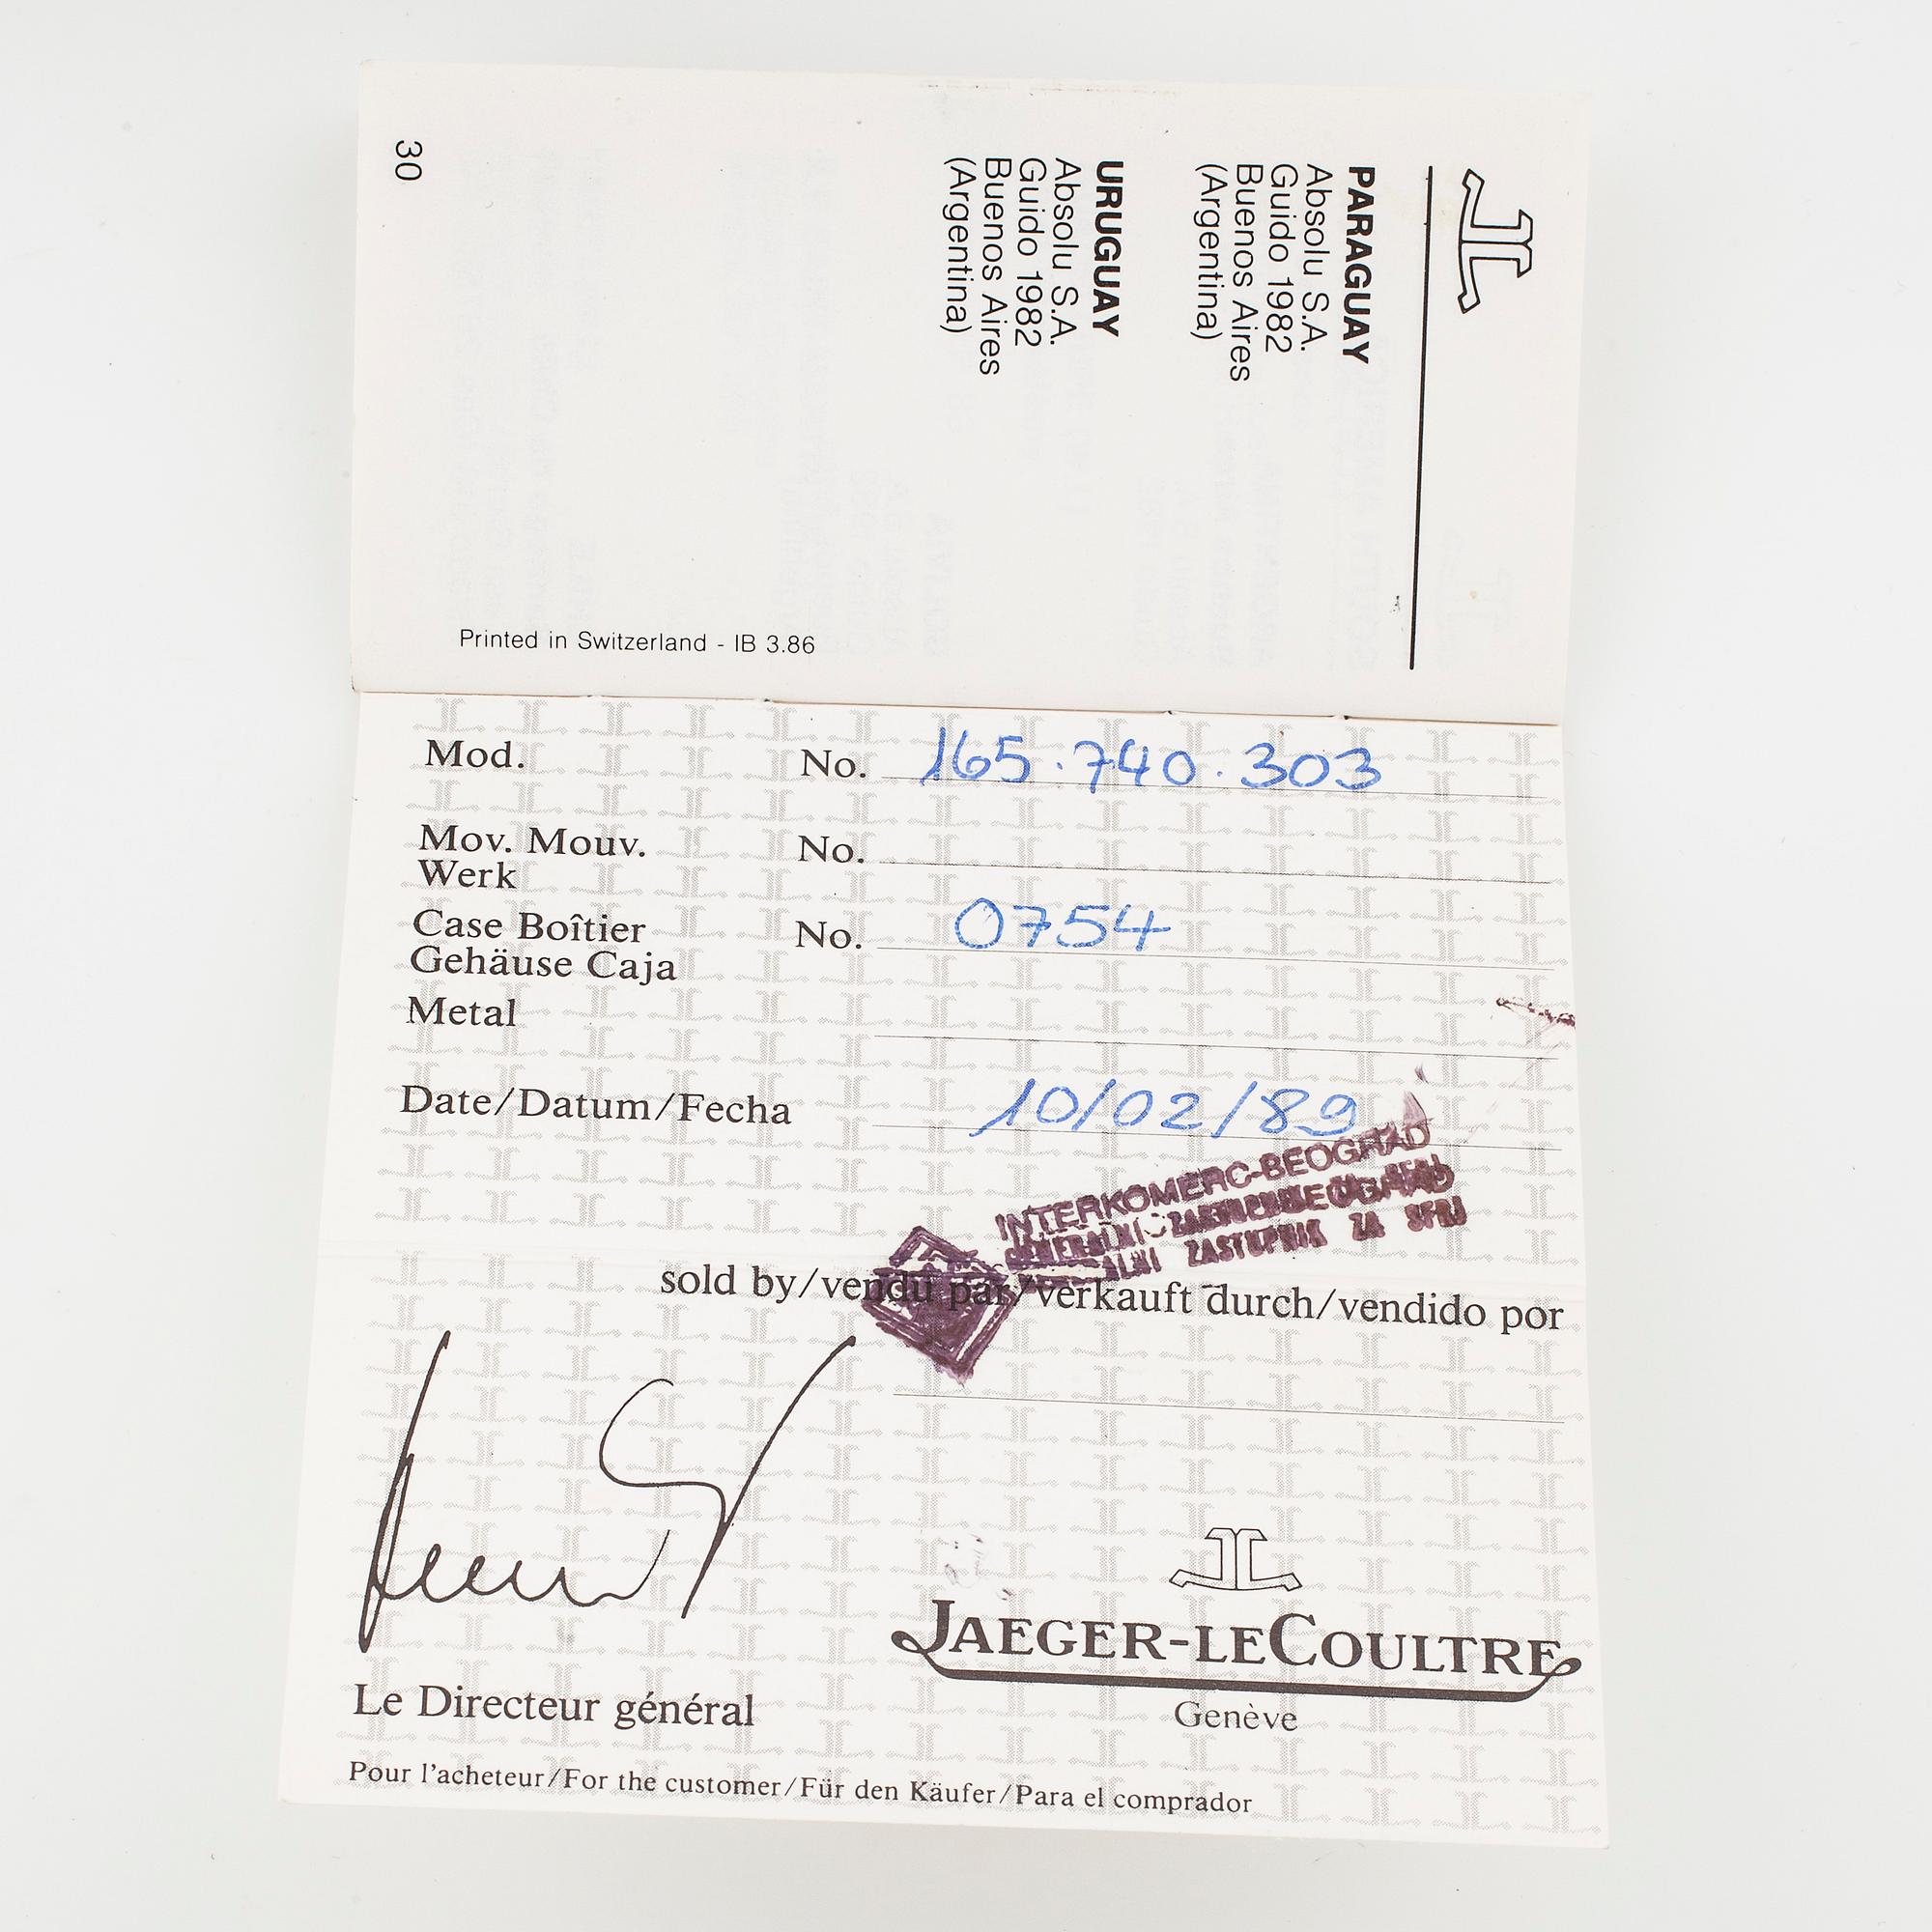 JL
PARAGUAY
Absolu S.A.
Guido 1982
Buenos Aires
(Argentina)
URUGUAY
Absolu S.A.
Guido 1982
Buenos Aires
(Argentina)
30
Printed in Switzerland - IB 3.86
Mod. No. 165.740.303
Mov. Mouv. No.
Werk
Case Boîtier No. 0754
Gehäuse Caja
Metal
Date/Datum/Fecha 10/02/89
INTERKOMERC-BEOGRAD
GENERALNI ZASTUPNIK ZA SFRJ
sold by/vendu par/verkauft durch/vendido por
JL
JAEGER-LECOULTRE
Genève
Le Directeur général
Pour l'acheteur/For the customer/Für den Käufer/Para el comprador